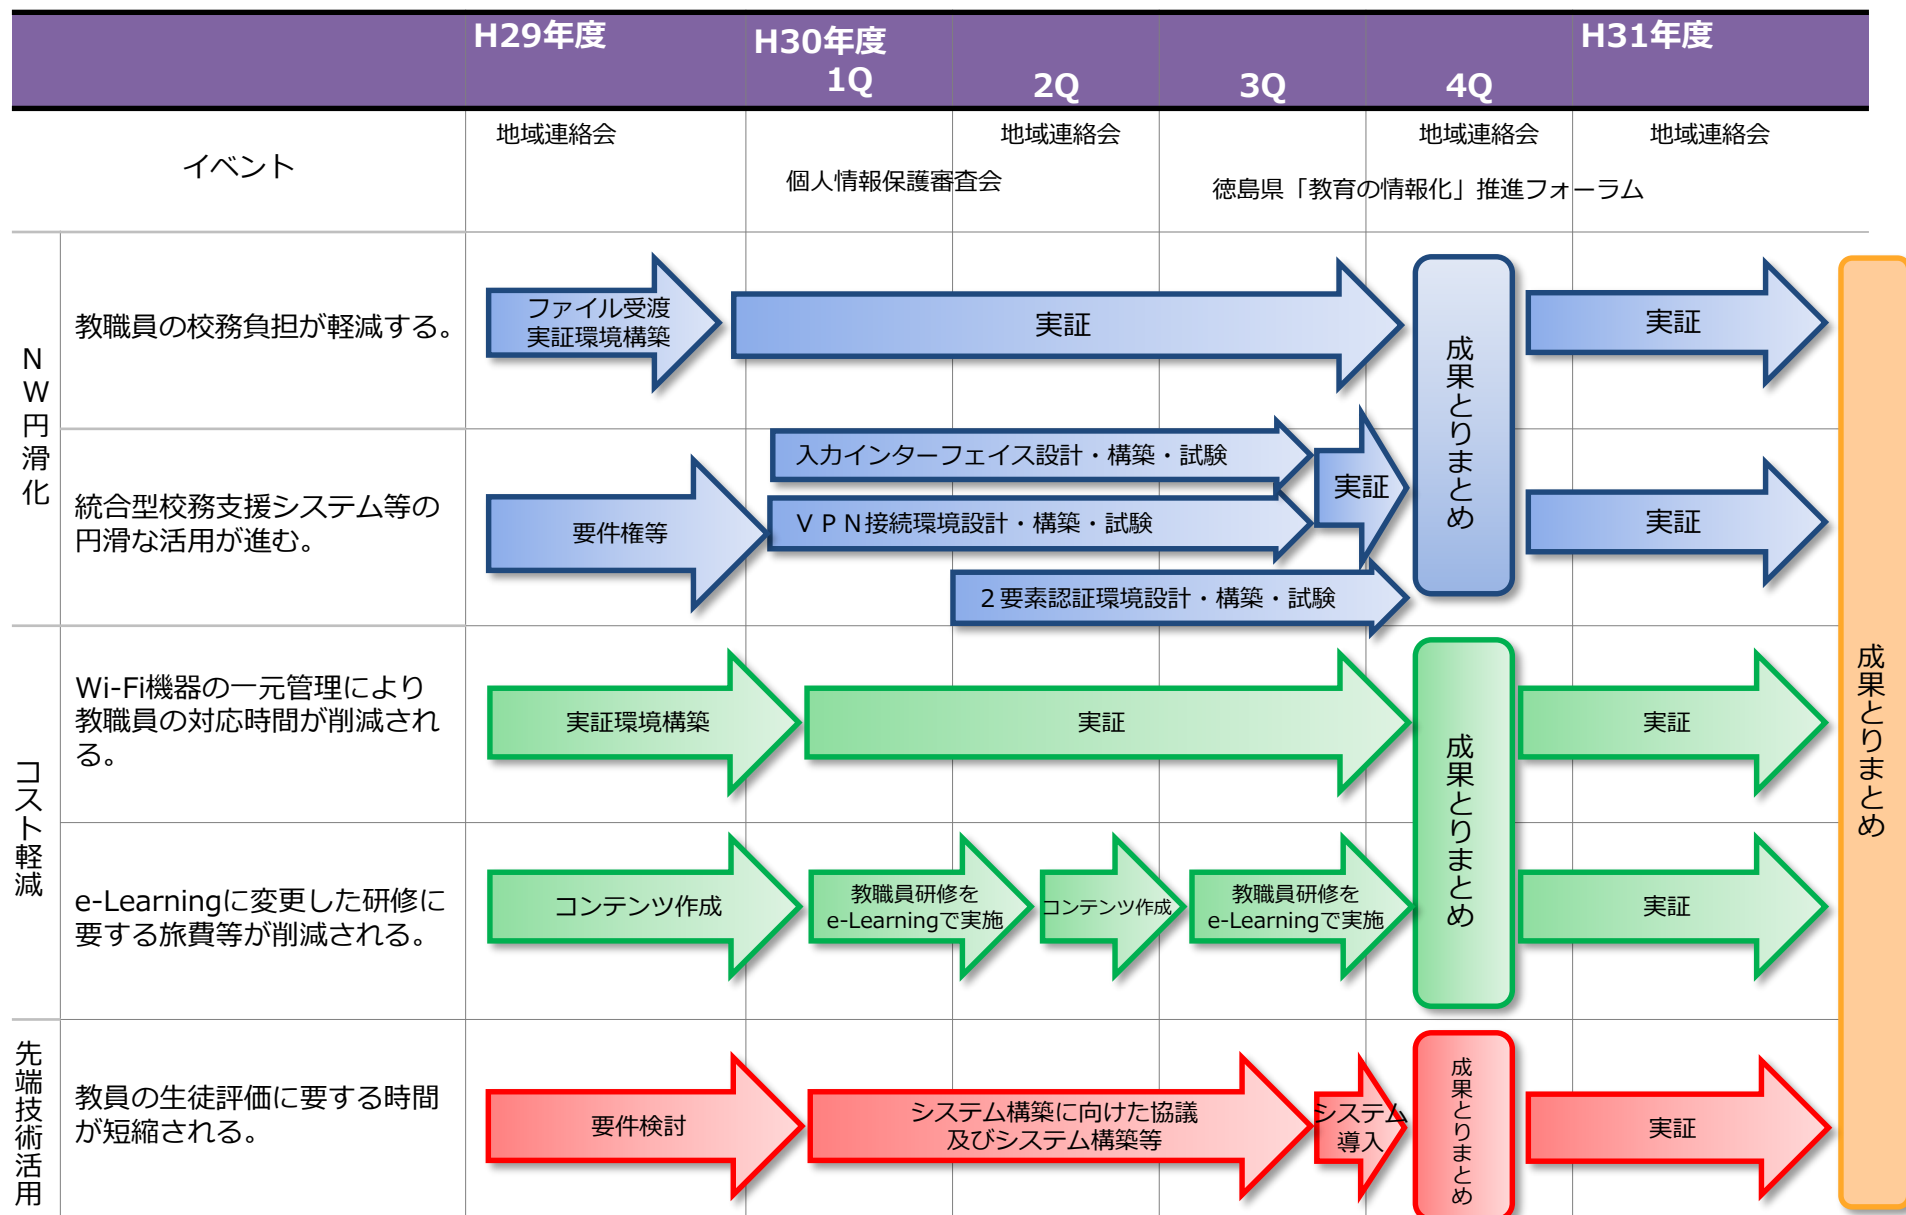 H29年度
H30年度
H31年度
1Q
2Q
3Q
4Q
イベント
地域連絡会
地域連絡会
地域連絡会
地域連絡会
個人情報保護審査会
徳島県「教育の情報化」推進フォーラム
NW円滑化
教職員の校務負担が軽減する。
ファイル受渡
実証環境構築
実証
成果とりまとめ
実証
統合型校務支援システム等の
円滑な活用が進む。
要件権等
入力インターフェイス設計・構築・試験
ＶＰＮ接続環境設計・構築・試験
２要素認証環境設計・構築・試験
実証
実証
コスト軽減
Wi-Fi機器の一元管理により
教職員の対応時間が削減され
る。
実証環境構築
実証
成果とりまとめ
実証
e-Learningに変更した研修に
要する旅費等が削減される。
コンテンツ作成
教職員研修を
e-Learningで実施
コンテンツ作成
教職員研修を
e-Learningで実施
実証
先端技術活用
教員の生徒評価に要する時間
が短縮される。
要件検討
システム構築に向けた協議
及びシステム構築等
システム
導入
成果とりまとめ
実証
成果とりまとめ